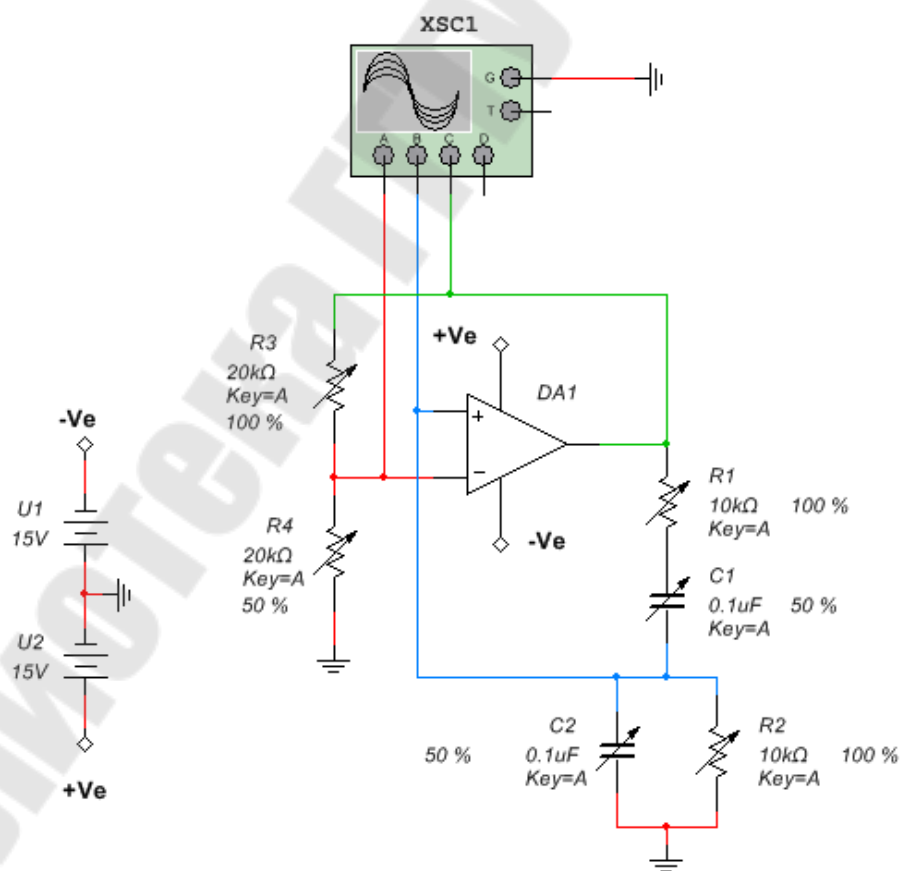 XSC1
G
T
A B C D
+Ve
R3
20kΩ
Key=A
100 %
DA1
+
−
-Ve
-Ve
U1
15V
R4
20kΩ
Key=A
50 %
R1
10kΩ 100 %
Key=A
C1
0.1uF 50 %
Key=A
U2
15V
+Ve
C2
50 % 0.1uF
Key=A
R2
10kΩ 100 %
Key=A